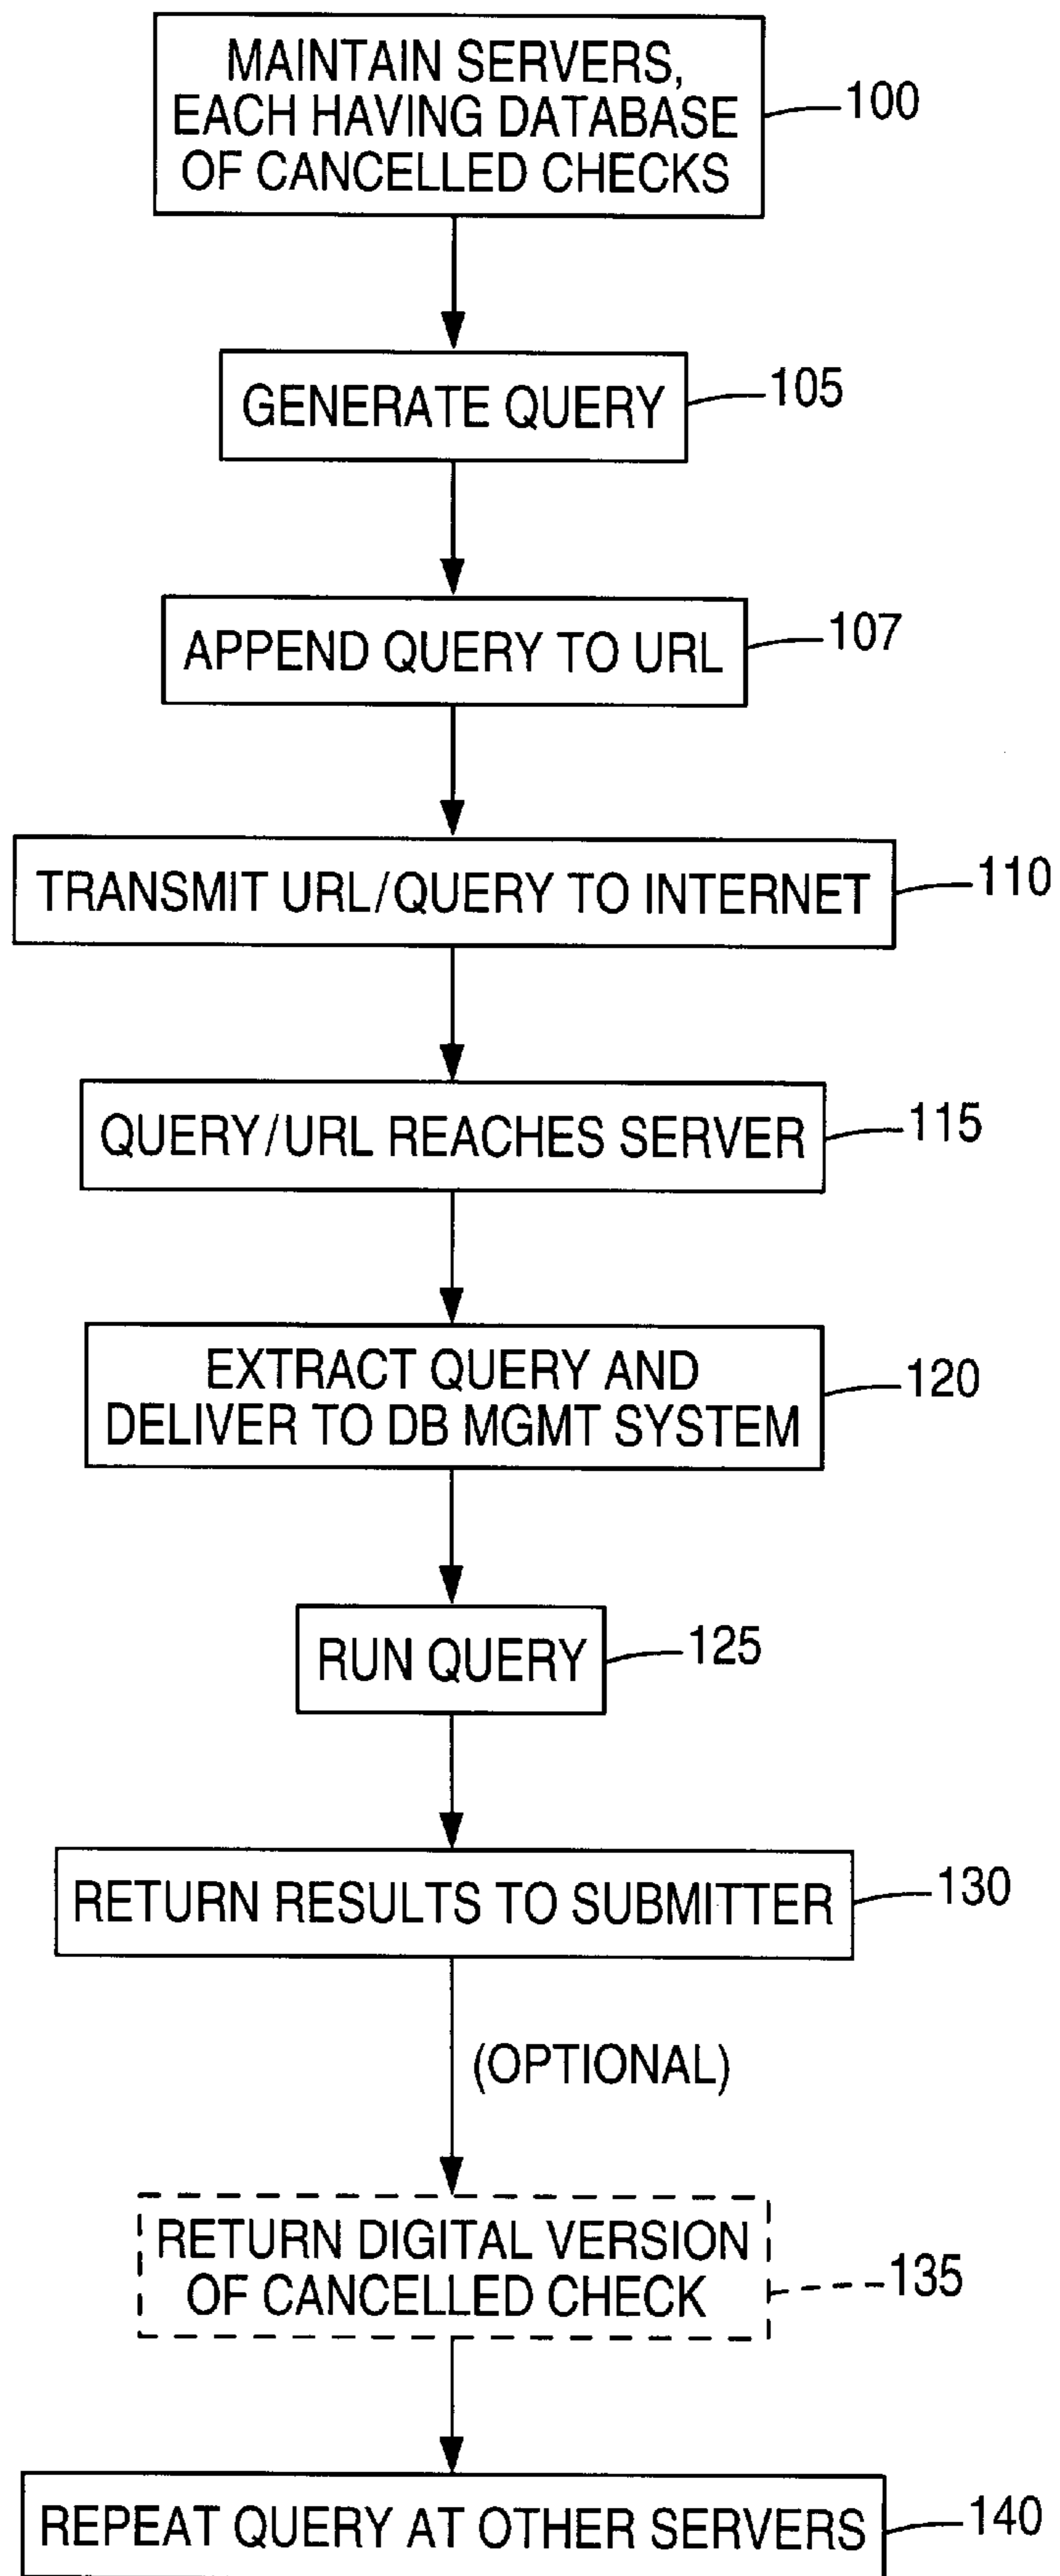 MAINTAIN SERVERS,
EACH HAVING DATABASE
OF CANCELLED CHECKS
100
GENERATE QUERY
105
APPEND QUERY TO URL
107
TRANSMIT URL/QUERY TO INTERNET
110
QUERY/URL REACHES SERVER
115
EXTRACT QUERY AND
DELIVER TO DB MGMT SYSTEM
120
RUN QUERY
125
RETURN RESULTS TO SUBMITTER
130
(OPTIONAL)
RETURN DIGITAL VERSION
OF CANCELLED CHECK
135
REPEAT QUERY AT OTHER SERVERS
140